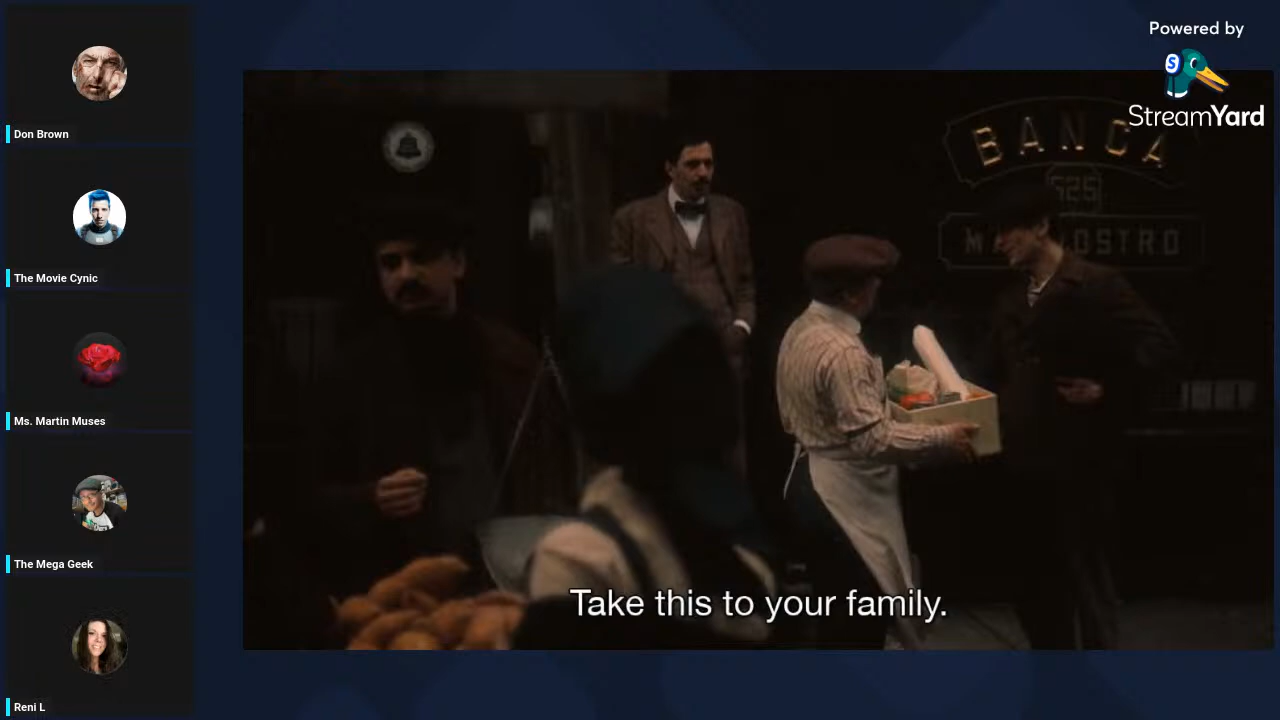 Don Brown
The Movie Cynic
Ms. Martin Muses
The Mega Geek
Reni L
Powered by
S
StreamYard
BANCA
525
Take this to your family.